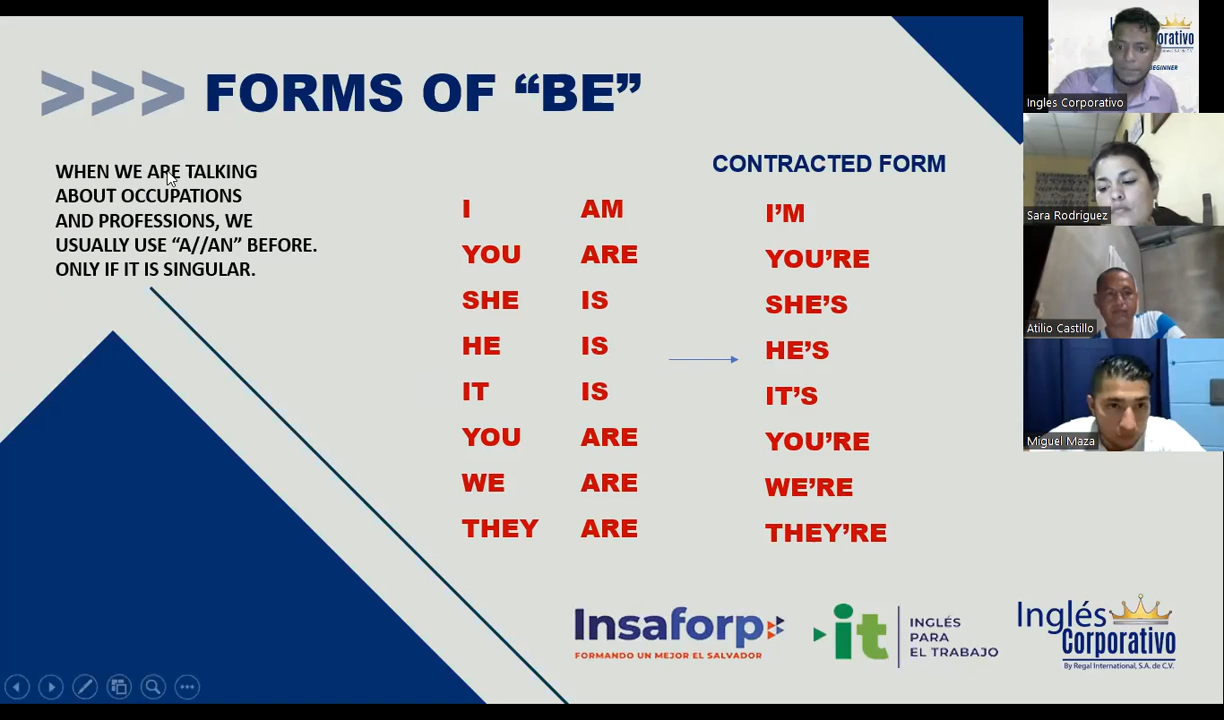 >>> FORMS OF “BE”
WHEN WE ARE TALKING
ABOUT OCCUPATIONS
AND PROFESSIONS, WE
USUALLY USE “A//AN” BEFORE.
ONLY IF IT IS SINGULAR.
CONTRACTED FORM
I AM I’M
YOU ARE YOU’RE
SHE IS SHE’S
HE IS HE’S
IT IS IT’S
YOU ARE YOU’RE
WE ARE WE’RE
THEY ARE THEY’RE
Insaforp
FORMANDO UN MEJOR EL SALVADOR
it
INGLÉS
PARA
EL TRABAJO
Inglés
Corporativo
By Regal International, S.A. de C.V.
Ingles Corporativo
Sara Rodriguez
Atilio Castillo
Miguel Maza